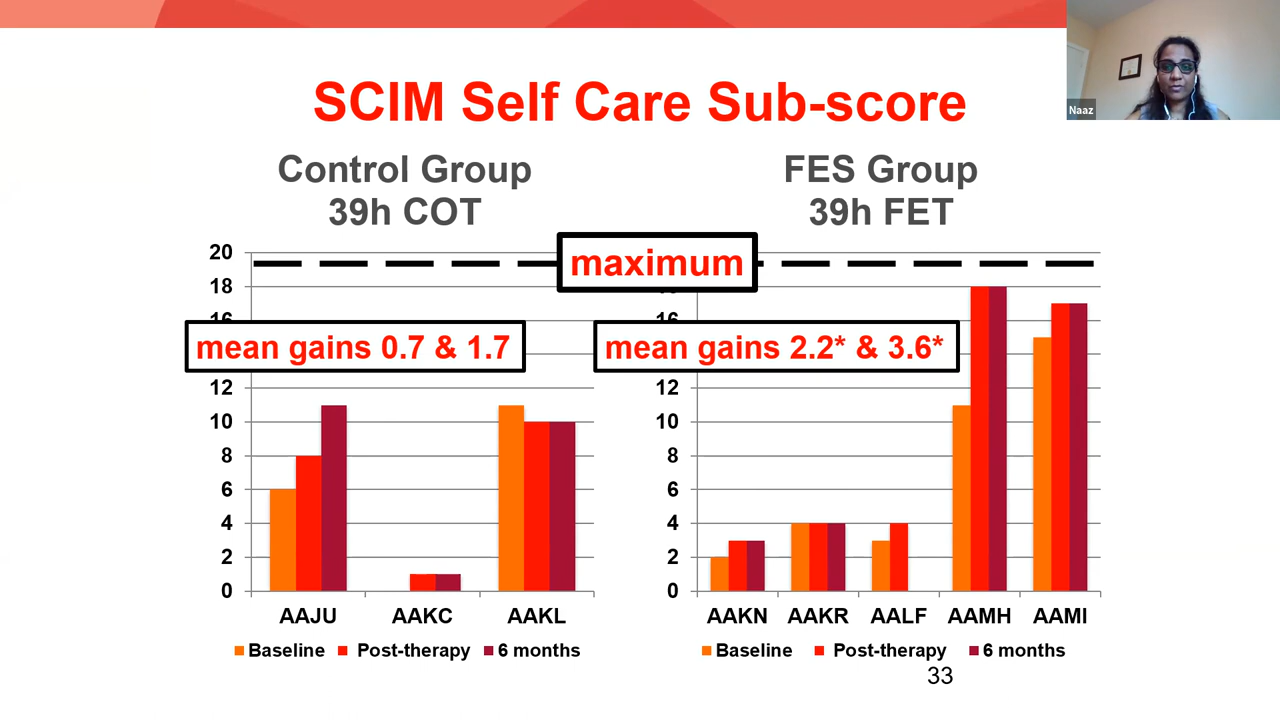 Naaz
SCIM Self Care Sub-score
Control Group
39h COT
FES Group
39h FET
maximum
mean gains 0.7 & 1.7
mean gains 2.2* & 3.6*
20
18
16
12
10
8
6
4
2
0
AAJU AAKC AAKL
Baseline Post-therapy 6 months
16
12
10
8
6
4
2
0
AAKN AAKR AALF AAMH AAMI
Baseline Post-therapy 6 months
33